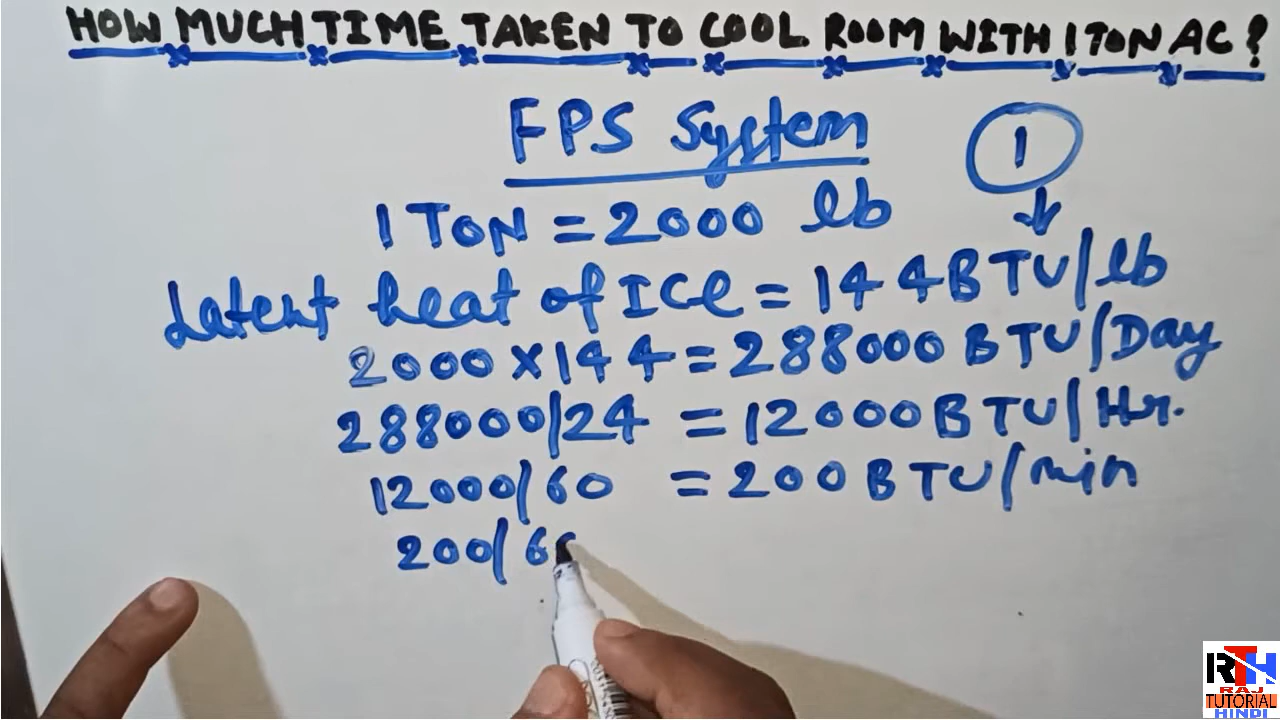 HOW MUCH TIME TAKEN TO COOL ROOM WITH 1 TON AC?
FPS System
1
1 TON = 2000 lb
Latent heat of ICE = 144 BTU/lb
2000 × 144 = 288000 BTU/Day
288000/24 = 12000 BTU/Hr.
12000/60 = 200 BTU/min
200/60
RTH
RAJ
TUTORIAL
HINDI